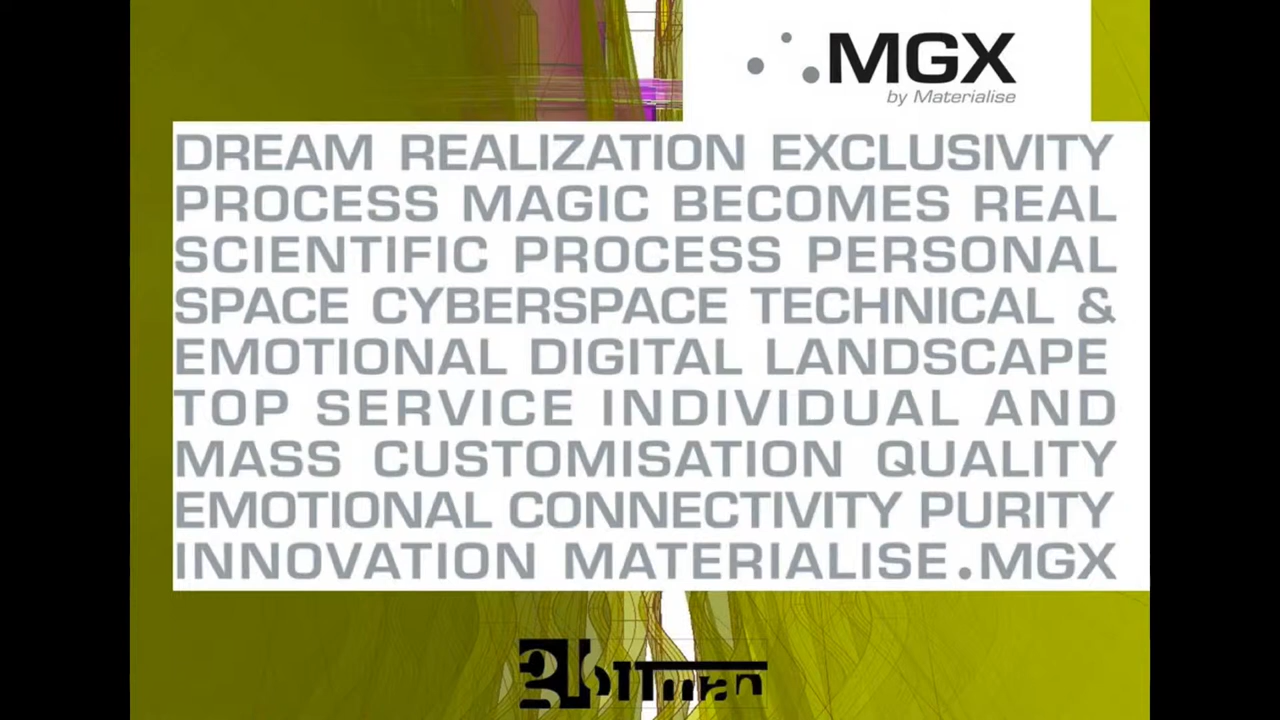 .MGX
by Materialise
DREAM REALIZATION EXCLUSIVITY
PROCESS MAGIC BECOMES REAL
SCIENTIFIC PROCESS PERSONAL
SPACE CYBERSPACE TECHNICAL &
EMOTIONAL DIGITAL LANDSCAPE
TOP SERVICE INDIVIDUAL AND
MASS CUSTOMISATION QUALITY
EMOTIONAL CONNECTIVITY PURITY
INNOVATION MATERIALISE.MGX